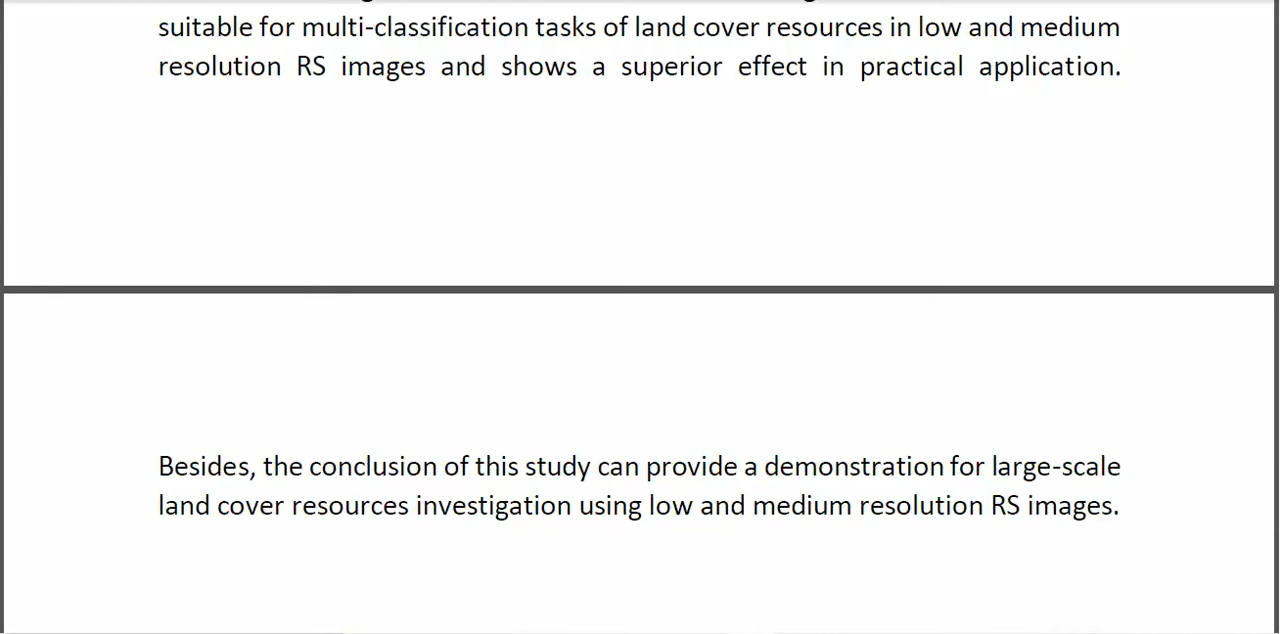 suitable for multi-classification tasks of land cover resources in low and medium
resolution RS images and shows a superior effect in practical application.
Besides, the conclusion of this study can provide a demonstration for large-scale
land cover resources investigation using low and medium resolution RS images.